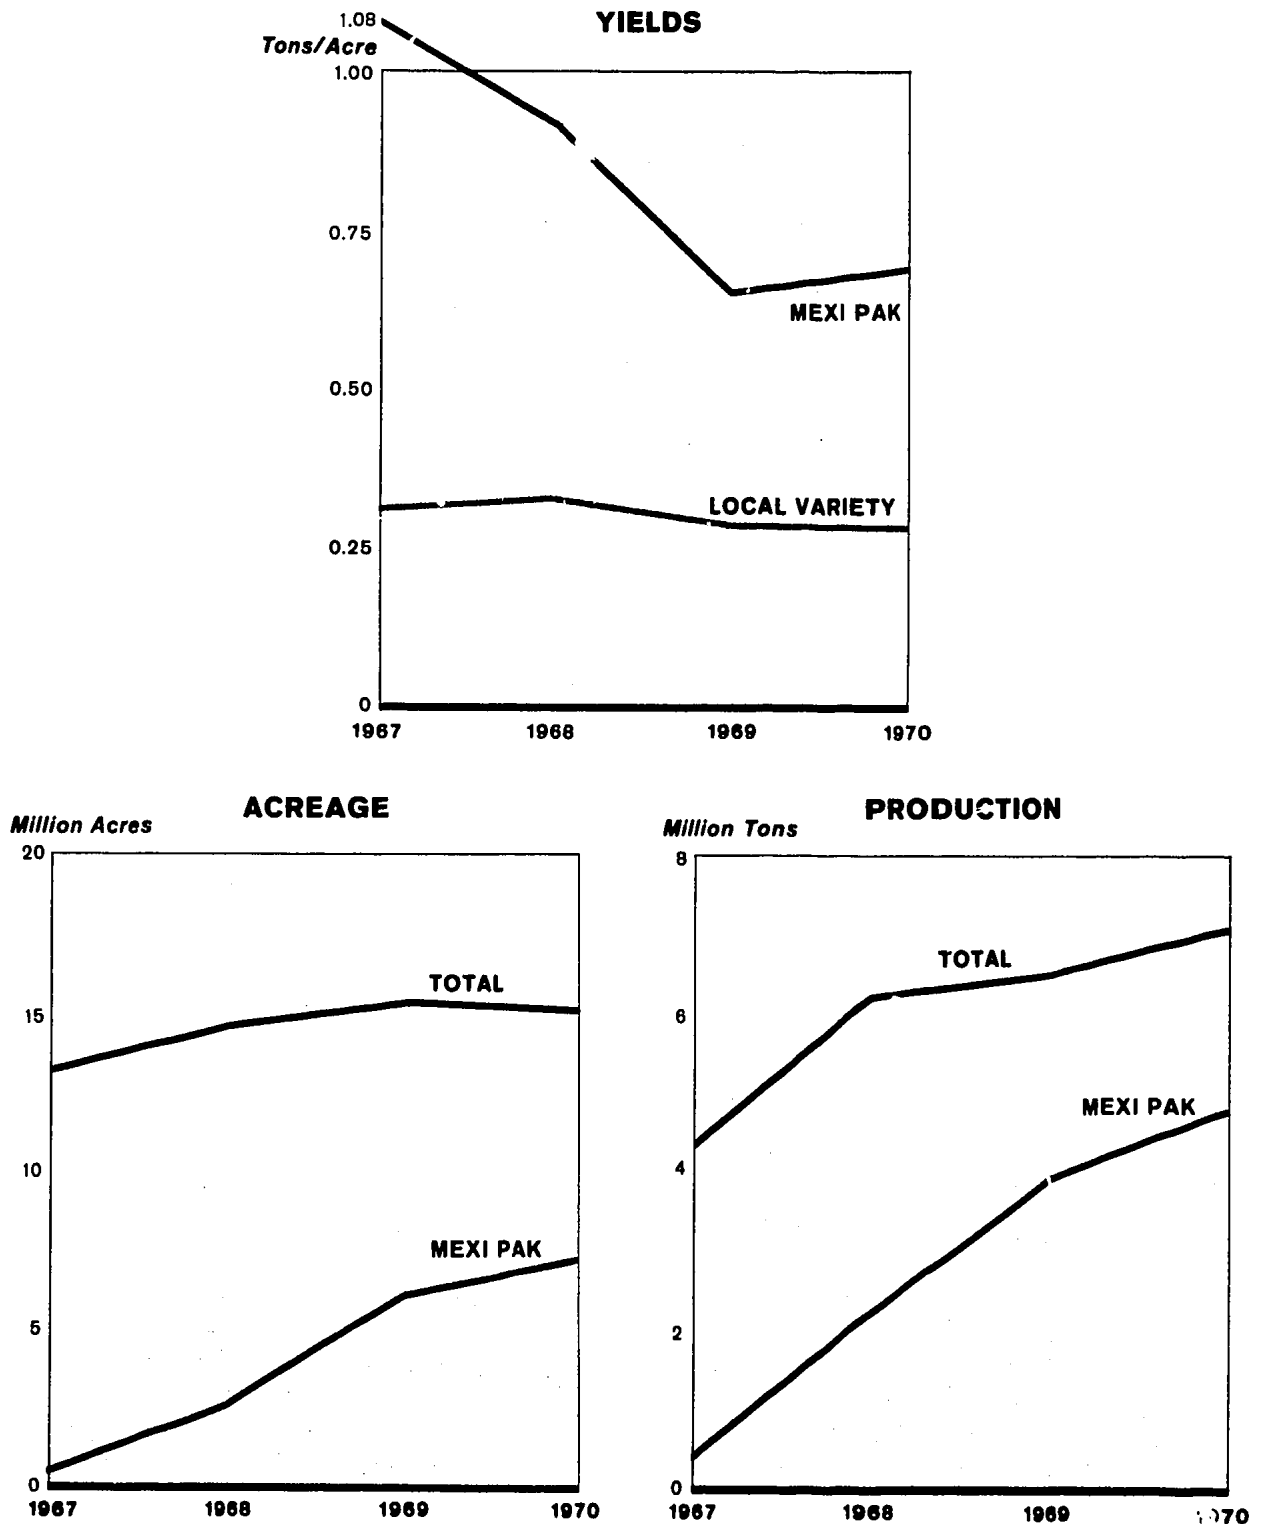 YIELDS
1.08
Tons/Acre
1.00
0.75
0.50
0.25
0
MEXI PAK
LOCAL VARIETY
1967 1968 1969 1970
ACREAGE
Million Acres
20
15
10
5
0
TOTAL
MEXI PAK
1967 1968 1969 1970
PRODUCTION
Million Tons
8
6
4
2
0
TOTAL
MEXI PAK
1967 1968 1969 1970